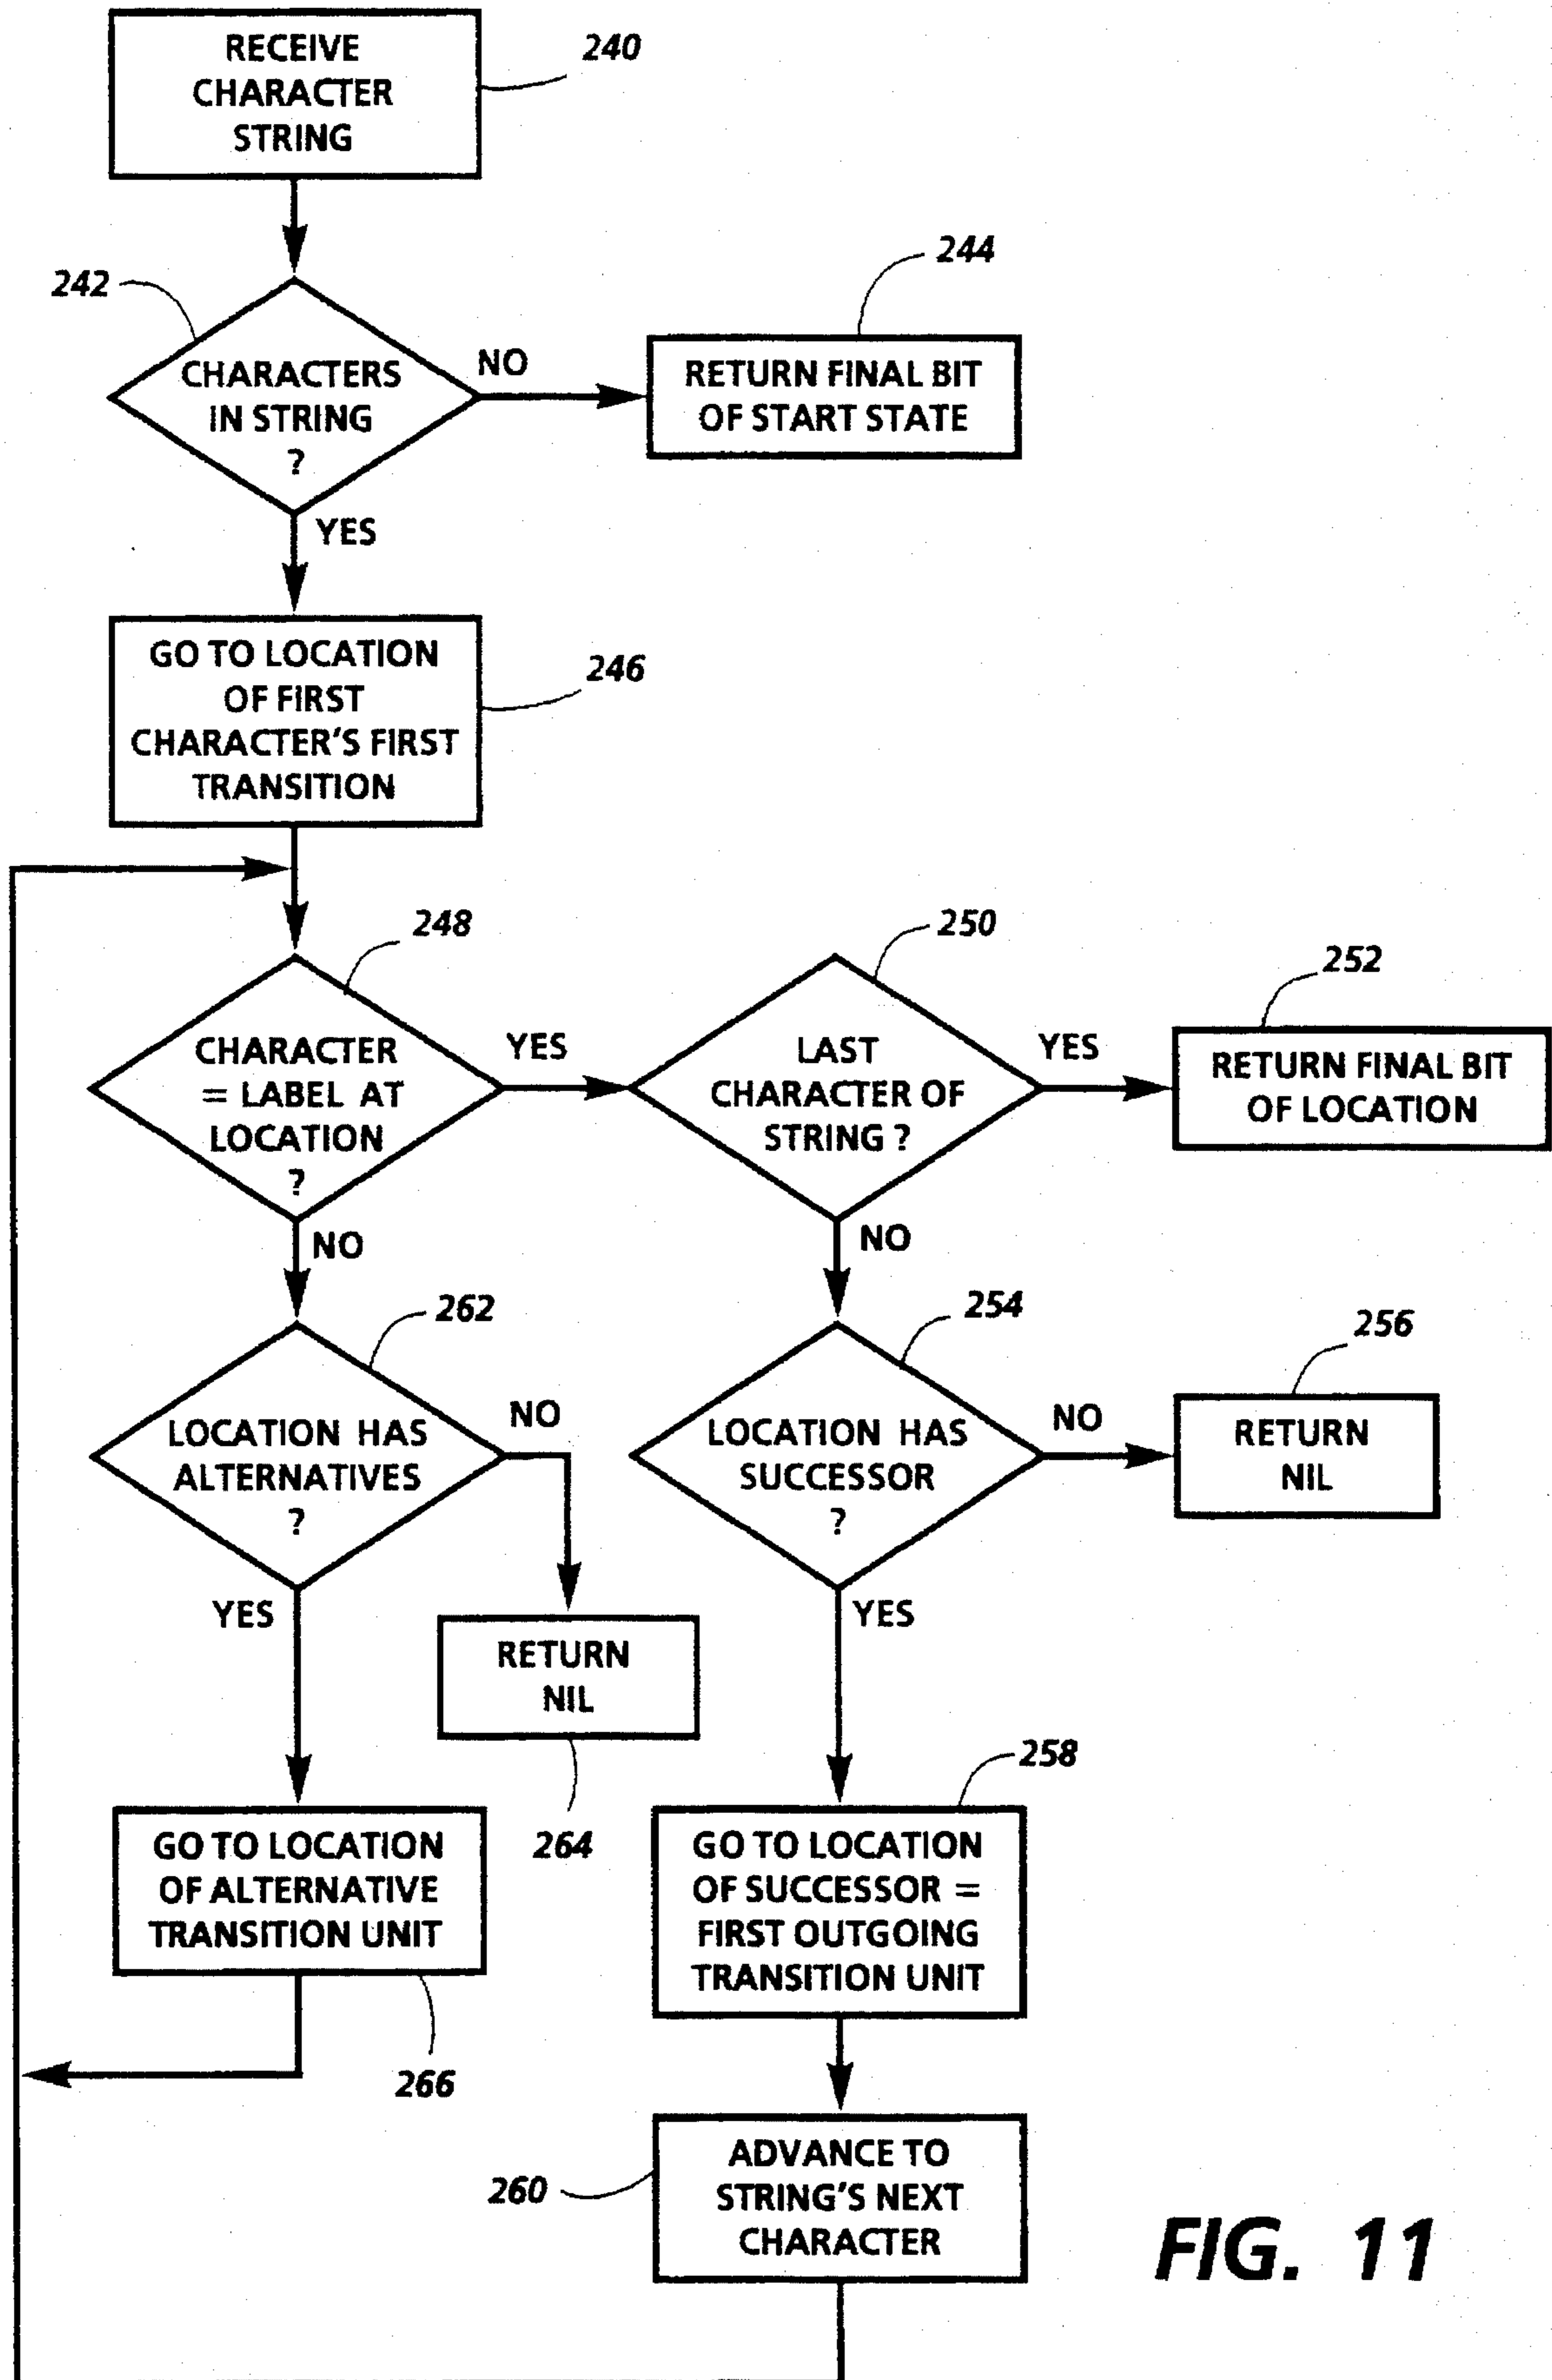 RECEIVE
CHARACTER
STRING
240
242
CHARACTERS
IN STRING
?
NO
244
RETURN FINAL BIT
OF START STATE
YES
GO TO LOCATION
OF FIRST
CHARACTER'S FIRST
TRANSITION
246
248
CHARACTER
= LABEL AT
LOCATION
?
YES
250
LAST
CHARACTER OF
STRING ?
YES
252
RETURN FINAL BIT
OF LOCATION
NO
NO
262
LOCATION HAS
ALTERNATIVES
?
NO
254
LOCATION HAS
SUCCESSOR
?
NO
256
RETURN
NIL
YES
RETURN
NIL
264
YES
258
GO TO LOCATION
OF ALTERNATIVE
TRANSITION UNIT
266
GO TO LOCATION
OF SUCCESSOR =
FIRST OUTGOING
TRANSITION UNIT
260
ADVANCE TO
STRING'S NEXT
CHARACTER
FIG. 11